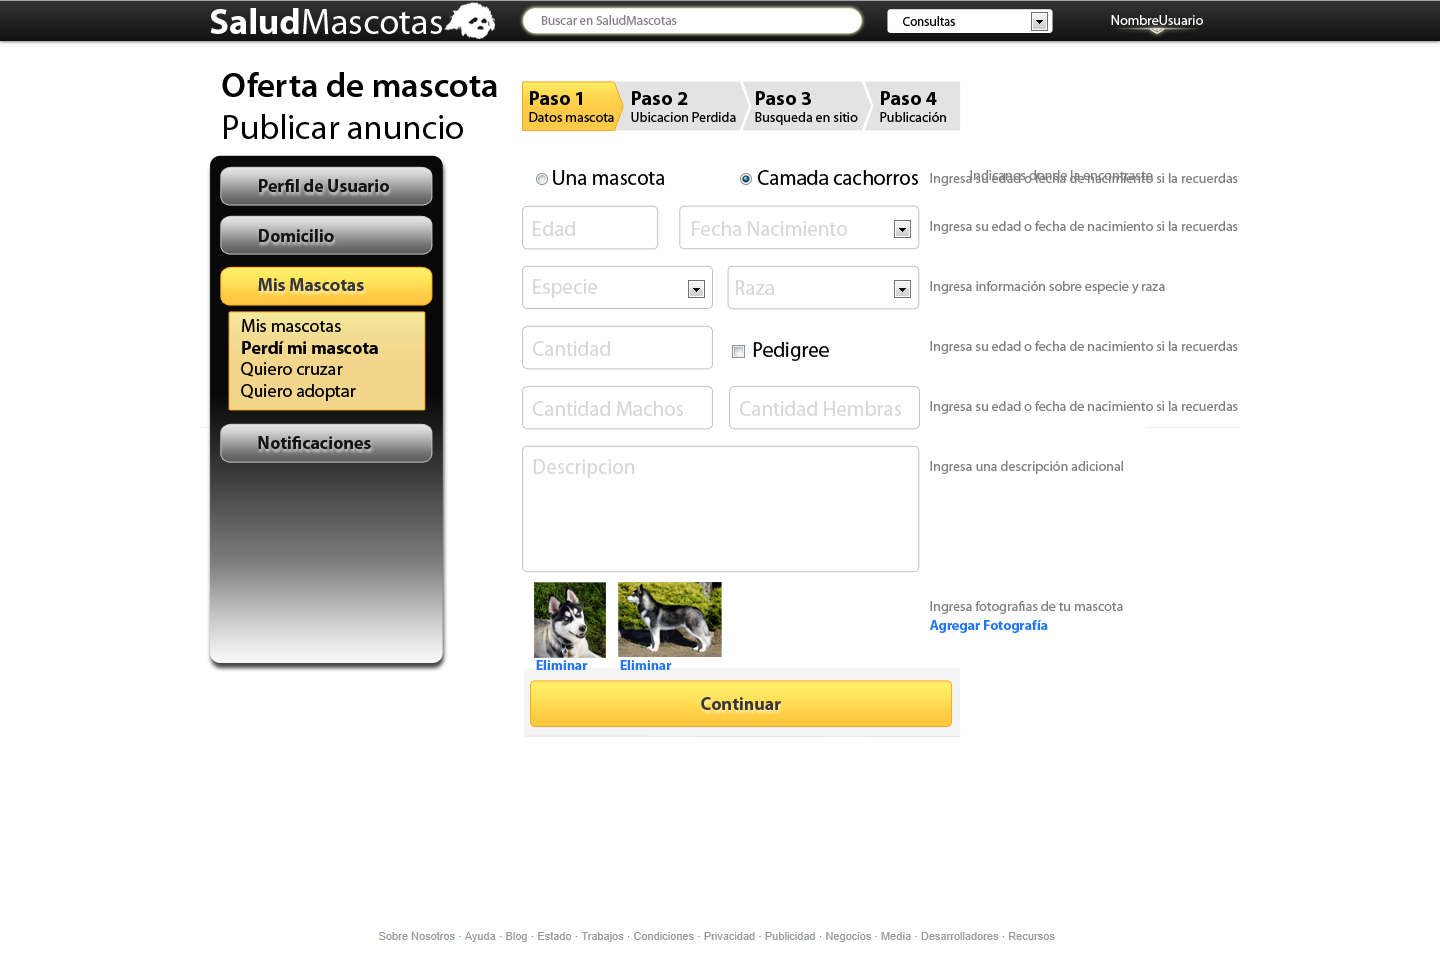 SaludMascotas
Buscar en SaludMascotas
Consultas
NombreUsuario
Oferta de mascota
Publicar anuncio
Paso 1
Datos mascota
Paso 2
Ubicacion Perdida
Paso 3
Busqueda en sitio
Paso 4
Publicación
Perfil de Usuario
Domicilio
Mis Mascotas
Mis mascotas
Perdí mi mascota
Quiero cruzar
Quiero adoptar
Notificaciones
Una mascota
Camada cachorros
Indicanos donde la encontraste
Ingresa su edad o fecha de nacimiento si la recuerdas
Edad
Fecha Nacimiento
Ingresa su edad o fecha de nacimiento si la recuerdas
Especie
Raza
Ingresa información sobre especie y raza
Cantidad
Pedigree
Ingresa su edad o fecha de nacimiento si la recuerdas
Cantidad Machos
Cantidad Hembras
Ingresa su edad o fecha de nacimiento si la recuerdas
Descripcion
Ingresa una descripción adicional
Ingresa fotografias de tu mascota
Agregar Fotografía
Eliminar
Eliminar
Continuar
Sobre Nosotros · Ayuda · Blog · Estado · Trabajos · Condiciones · Privacidad · Publicidad · Negocios · Media · Desarrolladores · Recursos